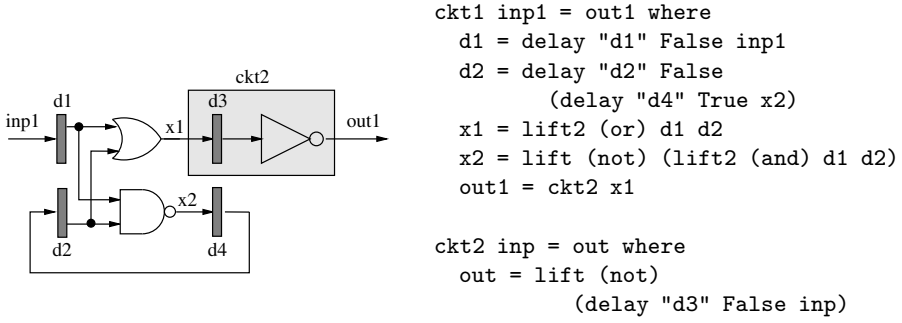 ckt2
d1
d3
inp1
x1
out1
x2
d2
d4
ckt1 inp1 = out1 where
  d1 = delay "d1" False inp1
  d2 = delay "d2" False
         (delay "d4" True x2)
  x1 = lift2 (or) d1 d2
  x2 = lift (not) (lift2 (and) d1 d2)
  out1 = ckt2 x1
ckt2 inp = out where
  out = lift (not)
           (delay "d3" False inp)